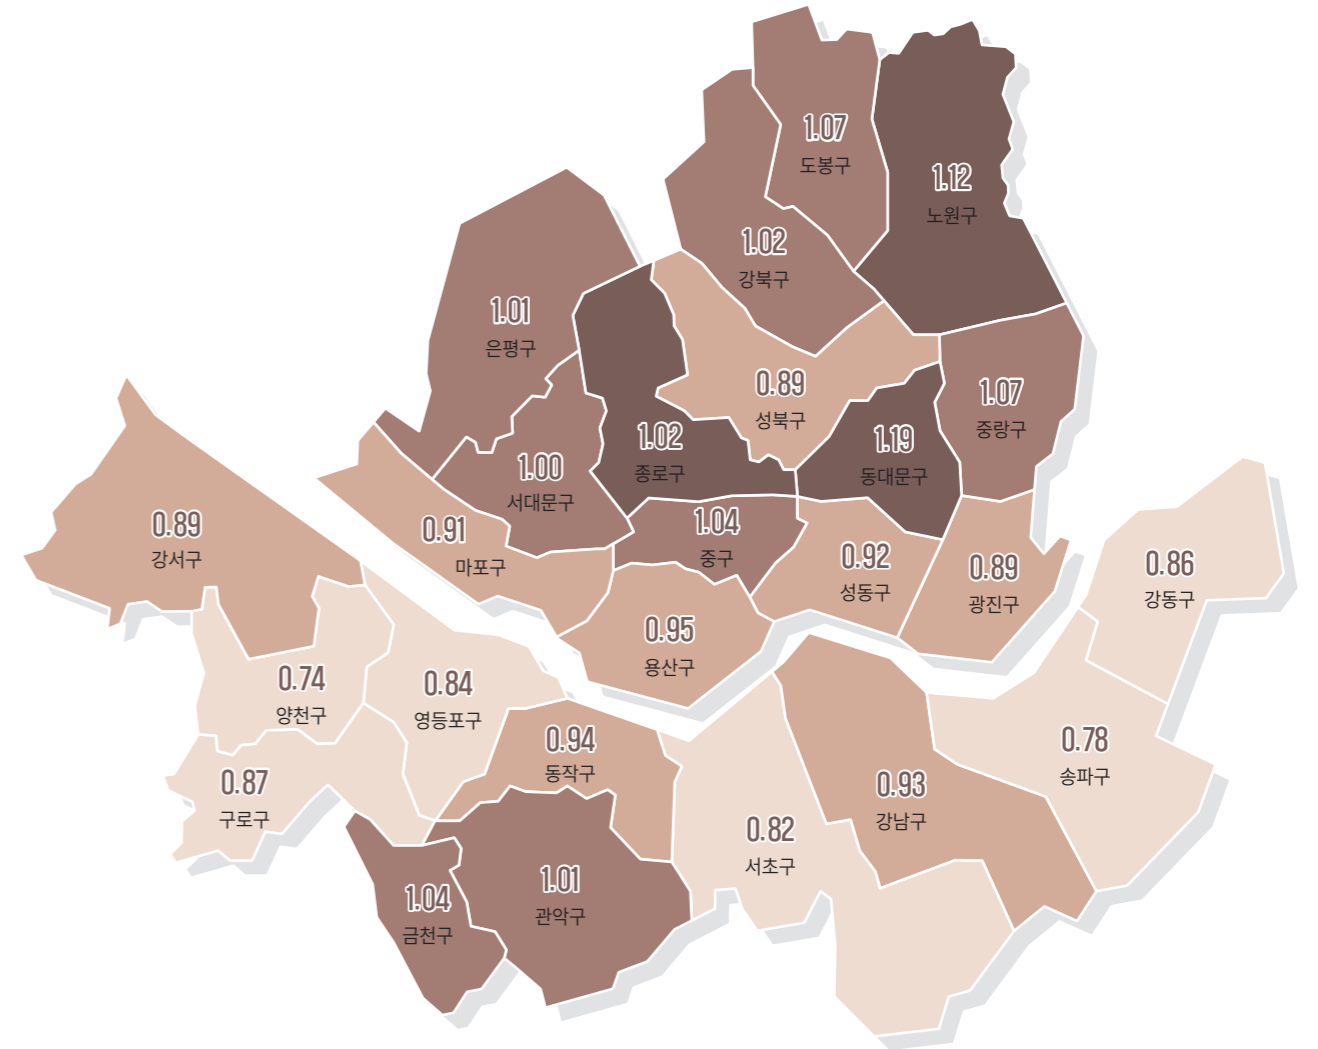 1.07
도봉구
1.12
노원구
1.02
강북구
1.01
은평구
0.89
성북구
1.07
중랑구
1.02
종로구
1.19
동대문구
1.00
서대문구
0.91
마포구
1.04
중구
0.92
성동구
0.89
광진구
0.86
강동구
0.89
강서구
0.95
용산구
0.74
양천구
0.84
영등포구
0.94
동작구
0.87
구로구
0.78
송파구
0.93
강남구
0.82
서초구
1.04
금천구
1.01
관악구